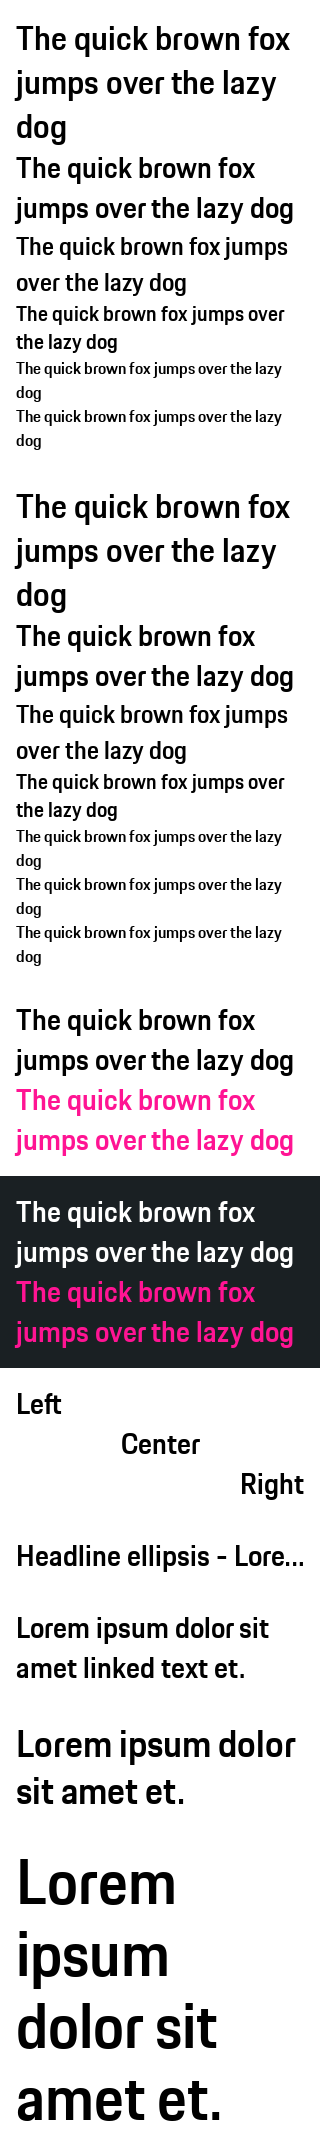 The quick brown fox
jumps over the lazy
dog
The quick brown fox
jumps over the lazy dog
The quick brown fox jumps
over the lazy dog
The quick brown fox jumps over
the lazy dog
The quick brown fox jumps over the lazy
dog
The quick brown fox jumps over the lazy
dog
The quick brown fox
jumps over the lazy
dog
The quick brown fox
jumps over the lazy dog
The quick brown fox jumps
over the lazy dog
The quick brown fox jumps over
the lazy dog
The quick brown fox jumps over the lazy
dog
The quick brown fox jumps over the lazy
dog
The quick brown fox jumps over the lazy
dog
The quick brown fox
jumps over the lazy dog
The quick brown fox
jumps over the lazy dog
The quick brown fox
jumps over the lazy dog
The quick brown fox
jumps over the lazy dog
Left
Center
Right
Headline ellipsis - Lore...
Lorem ipsum dolor sit
amet linked text et.
Lorem ipsum dolor
sit amet et.
Lorem
ipsum
dolor sit
amet et.